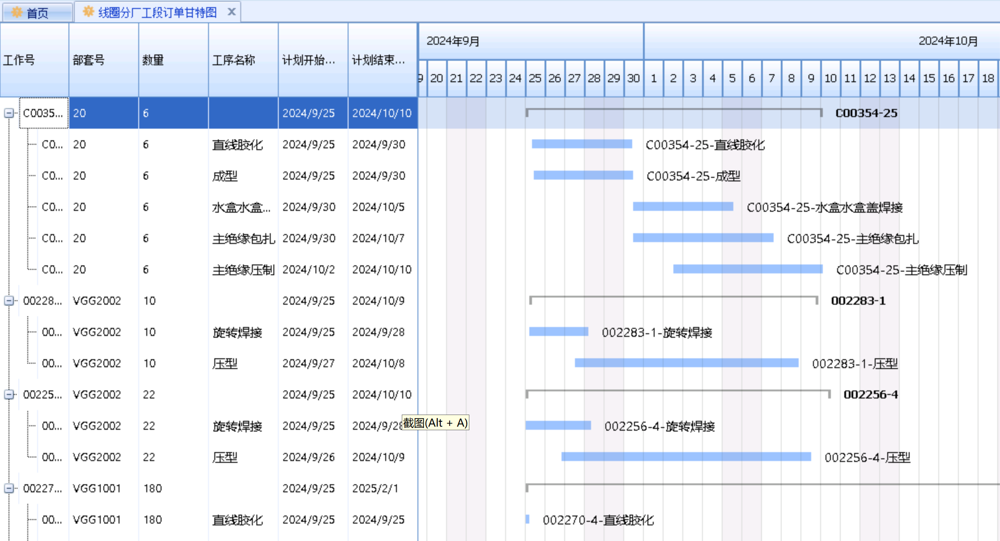 首页 线圈分厂工段订单甘特图
2024年9月 2024年10月
工作号 部套号 数量 工序名称 计划开始... 计划结束...
9 20 21 22 23 24 25 26 27 28 29 30 1 2 3 4 5 6 7 8 9 10 11 12 13 14 15 16 17 18
C0035... 20 6 2024/9/25 2024/10/10 C00354-25
C0... 20 6 直线胶化 2024/9/25 2024/9/30 C00354-25-直线胶化
C0... 20 6 成型 2024/9/25 2024/9/30 C00354-25-成型
C0... 20 6 水盒水盒... 2024/9/30 2024/10/5 C00354-25-水盒水盒盖焊接
C0... 20 6 主绝缘包扎 2024/9/30 2024/10/7 C00354-25-主绝缘包扎
C0... 20 6 主绝缘压制 2024/10/2 2024/10/10 C00354-25-主绝缘压制
00228... VGG2002 10 2024/9/25 2024/10/9 002283-1
00... VGG2002 10 旋转焊接 2024/9/25 2024/9/28 002283-1-旋转焊接
00... VGG2002 10 压型 2024/9/27 2024/10/8 002283-1-压型
00225... VGG2002 22 2024/9/25 2024/10/10 002256-4
00... VGG2002 22 旋转焊接 2024/9/25 2024/9/28 截图(Alt + A) 002256-4-旋转焊接
00... VGG2002 22 压型 2024/9/26 2024/10/9 002256-4-压型
00227... VGG1001 180 2024/9/25 2025/2/1
00... VGG1001 180 直线胶化 2024/9/25 2024/9/25 002270-4-直线胶化